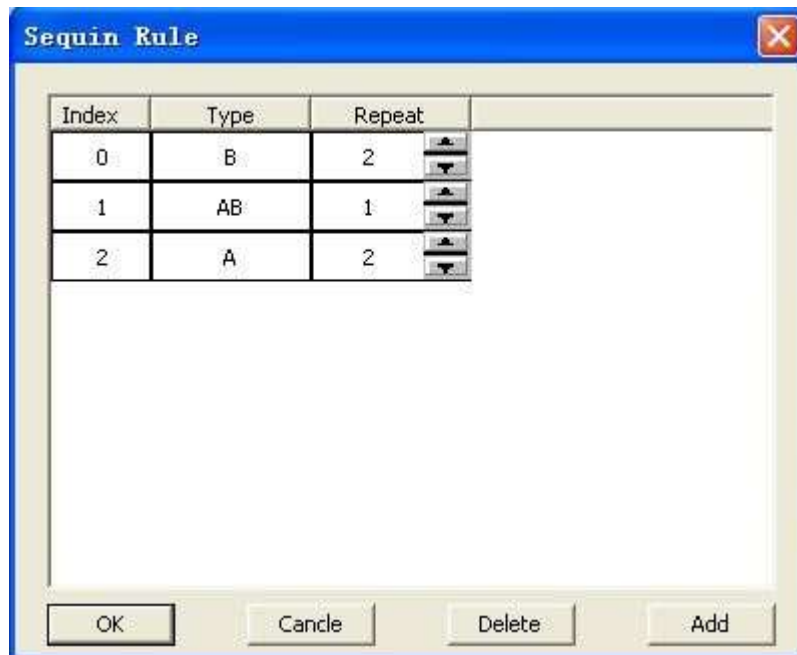 Sequin Rule
Index Type Repeat
0 B 2
1 AB 1
2 A 2
OK Cancle Delete Add